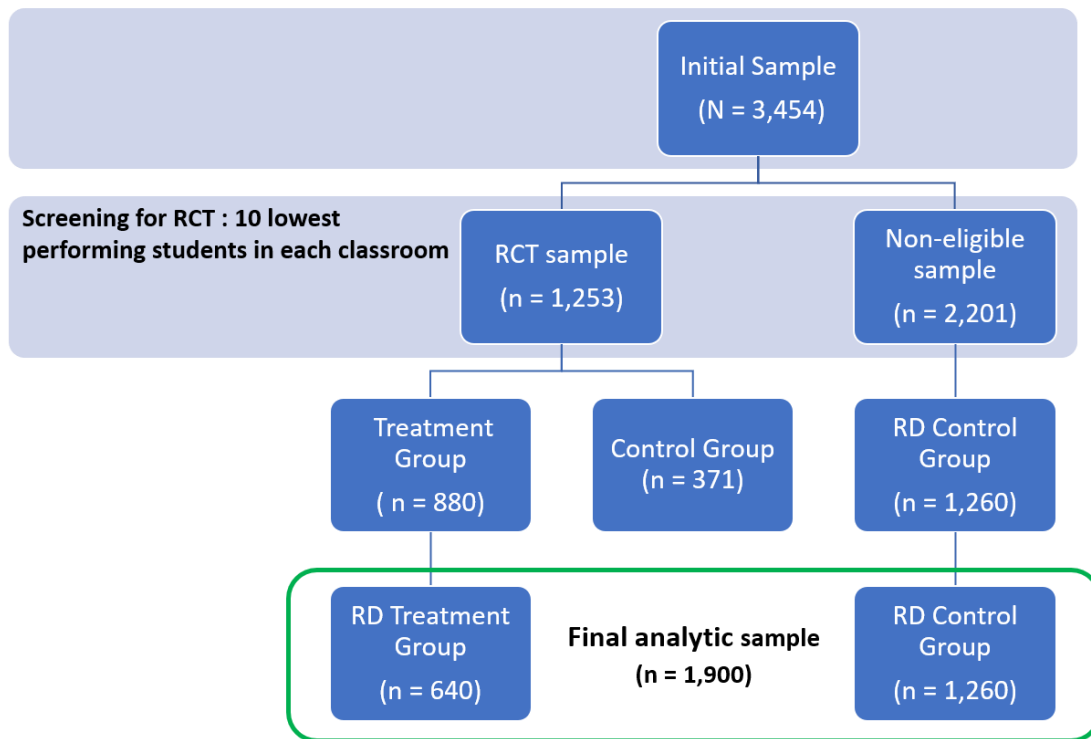 Initial Sample
(N = 3,454)
Screening for RCT : 10 lowest
performing students in each classroom
RCT sample
(n = 1,253)
Non-eligible
sample
(n = 2,201)
Treatment
Group
( n = 880)
Control Group
(n = 371)
RD Control
Group
(n = 1,260)
RD Treatment
Group
(n = 640)
Final analytic sample
(n = 1,900)
RD Control
Group
(n = 1,260)